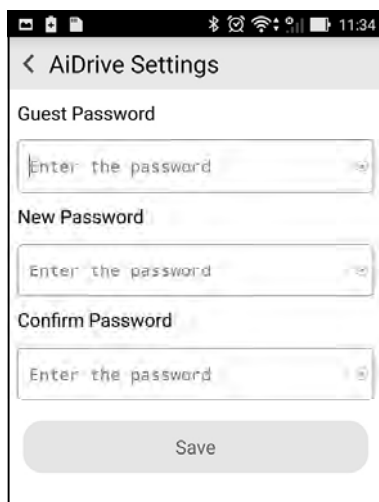 11:34
AiDrive Settings
Guest Password
Enter the password
New Password
Enter the password
Confirm Password
Enter the password
Save